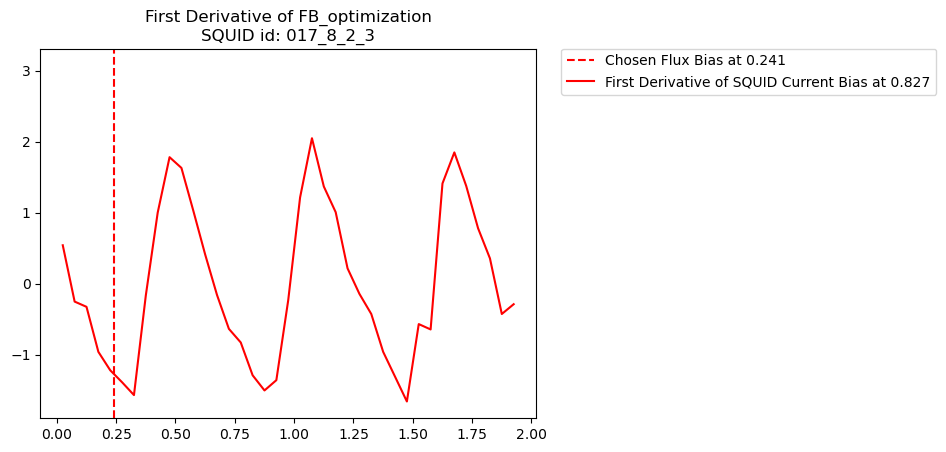 First Derivative of FB_optimization
SQUID id: 017_8_2_3
Chosen Flux Bias at 0.241
First Derivative of SQUID Current Bias at 0.827
3
2
1
0
−1
0.00 0.25 0.50 0.75 1.00 1.25 1.50 1.75 2.00